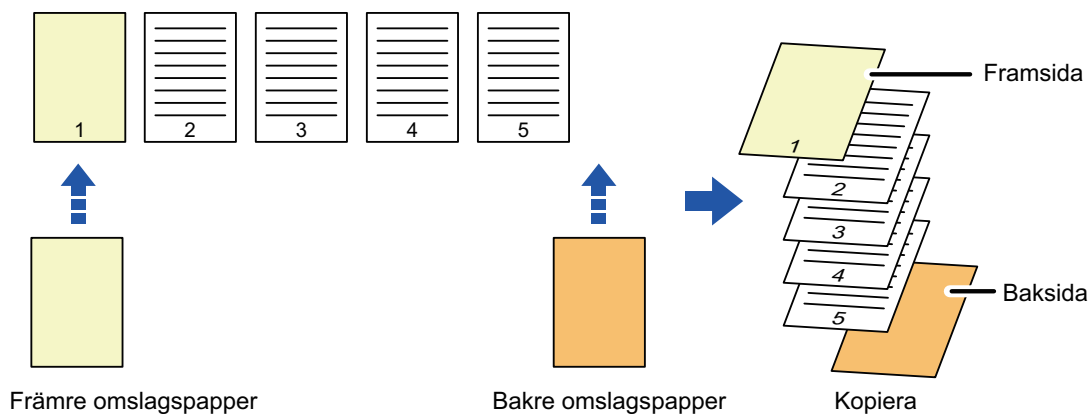 1 2 3 4 5
Framsida
1
2
3
4
5
Baksida
Främre omslagspapper
Bakre omslagspapper
Kopiera